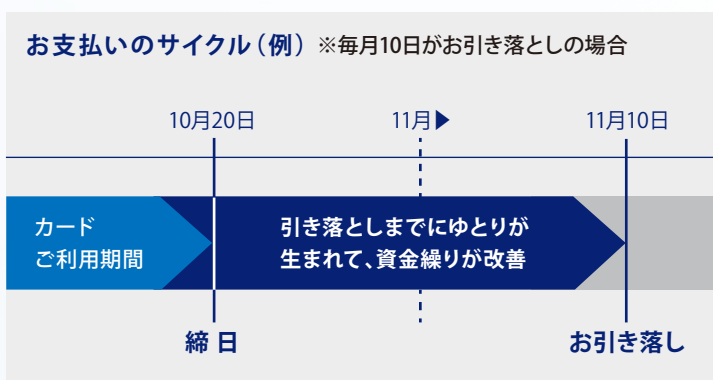 お支払いのサイクル（例） ※毎月10日がお引き落としの場合
10月20日 11月▶ 11月10日
カード
ご利用期間
引き落としまでにゆとりが
生まれて、資金繰りが改善
締日 お引き落し